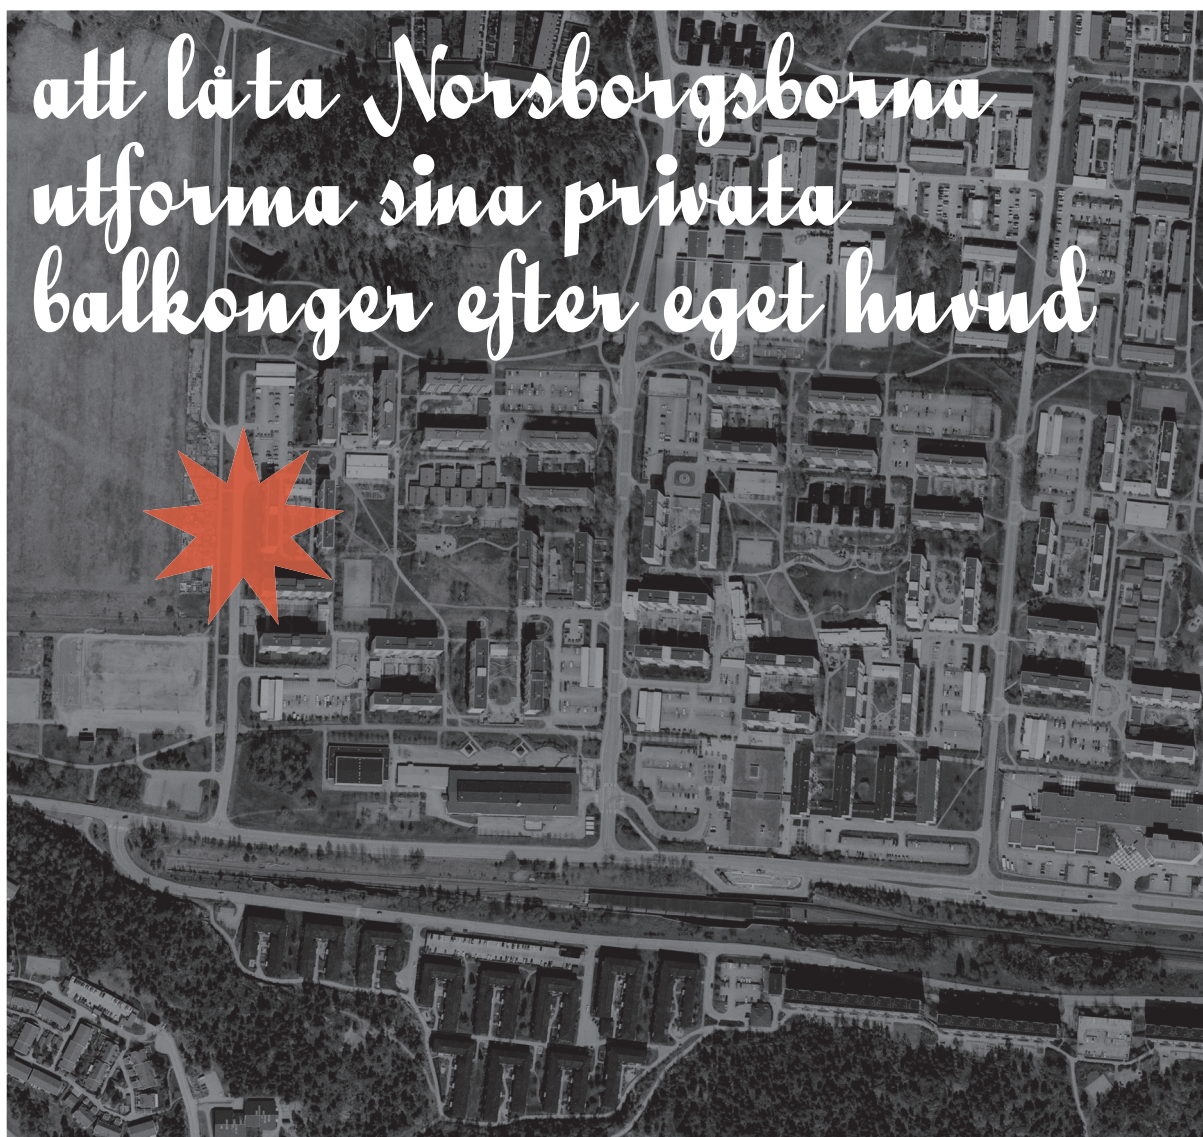 att låta Norsborgsborna
utforma sina privata
balkonger efter eget huvud